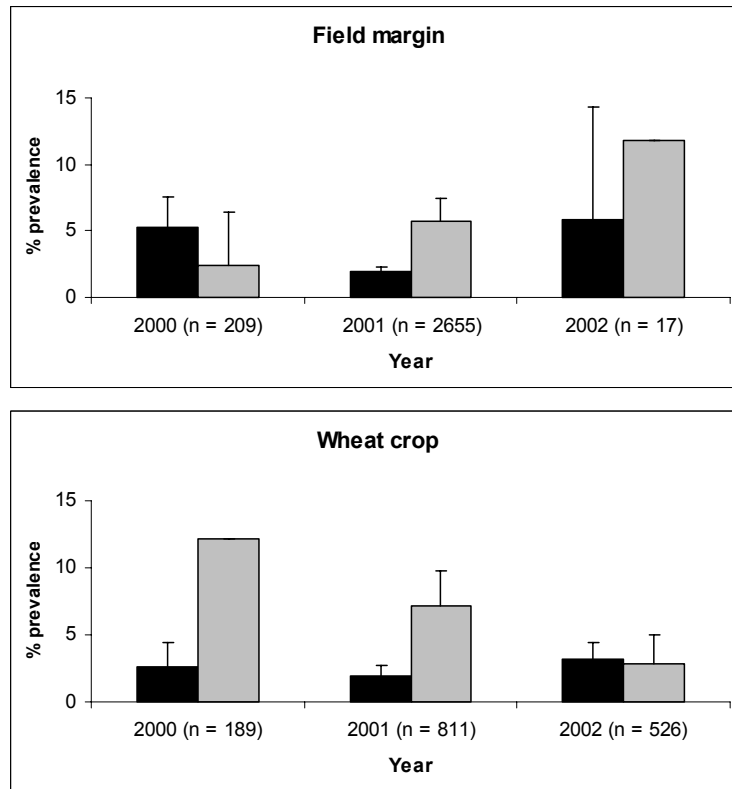 Field margin
% prevalence
15
10
5
0
2000 (n = 209) 2001 (n = 2655) 2002 (n = 17)
Year
Wheat crop
% prevalence
15
10
5
0
2000 (n = 189) 2001 (n = 811) 2002 (n = 526)
Year